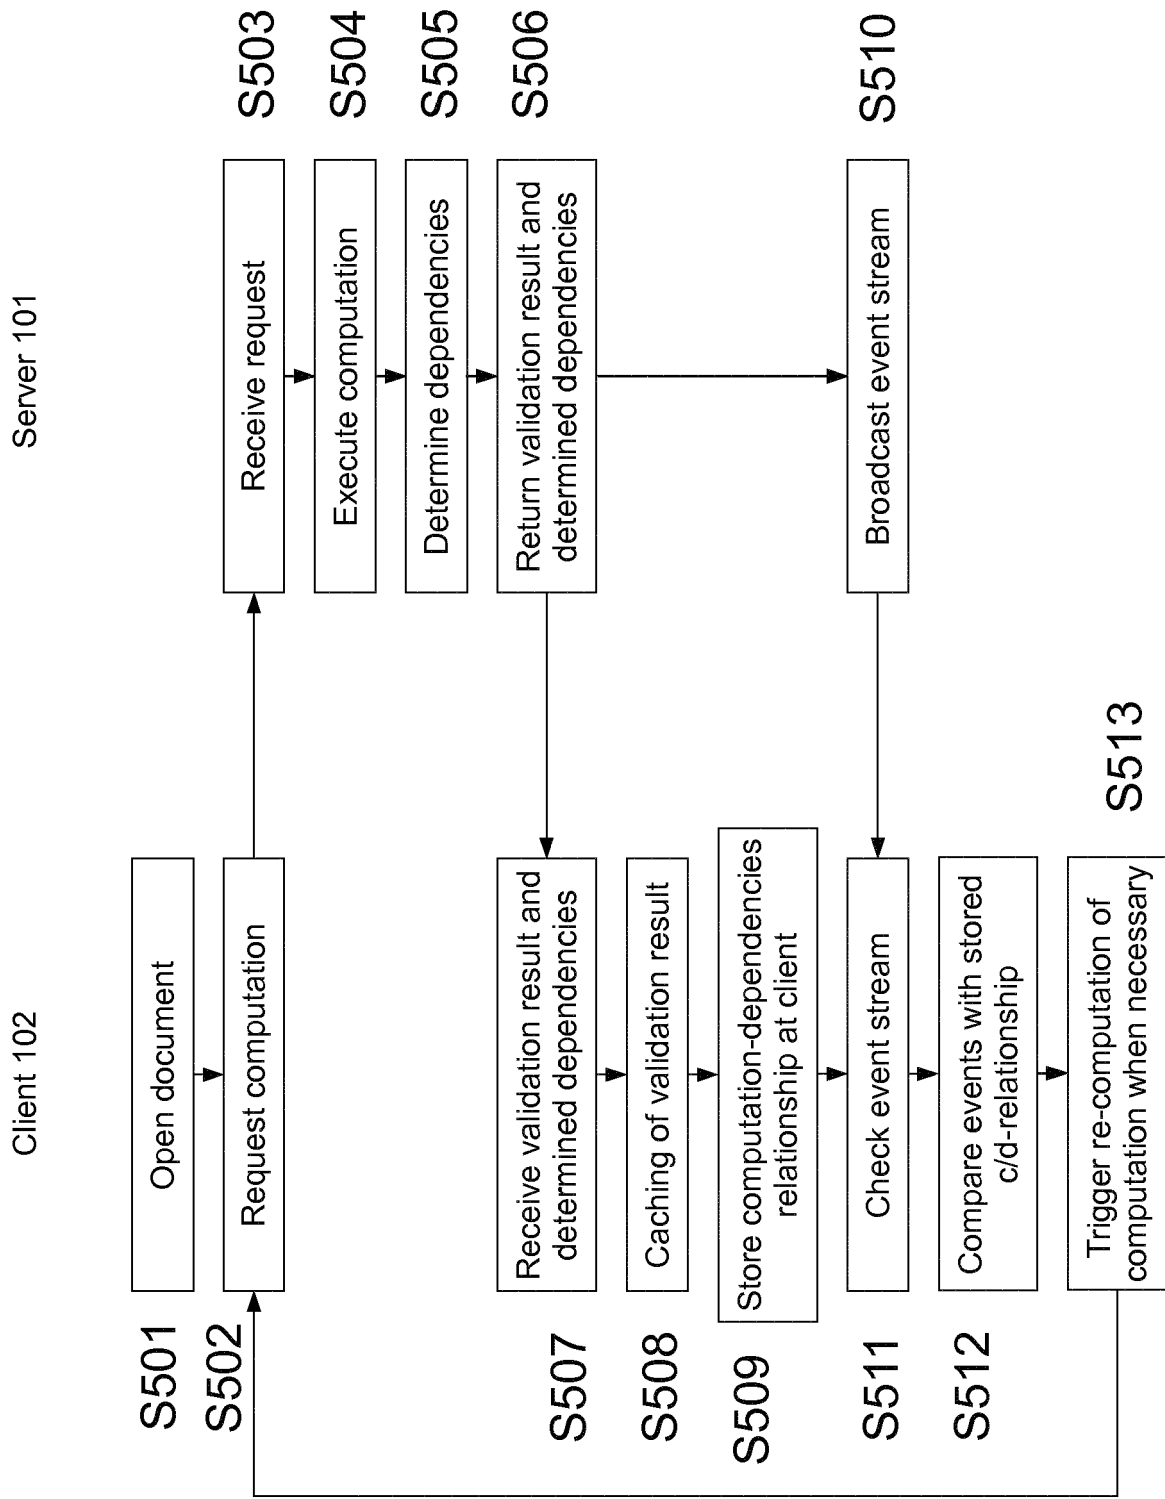 Client 102
Server 101
S501
Open document
S502
Request computation
Receive request
S503
Execute computation
S504
Determine dependencies
S505
Return validation result and
determined dependencies
S506
S507
Receive validation result and
determined dependencies
S508
Caching of validation result
S509
Store computation-dependencies
relationship at client
Broadcast event stream
S510
S511
Check event stream
S512
Compare events with stored
c/d-relationship
Trigger re-computation of
computation when necessary
S513